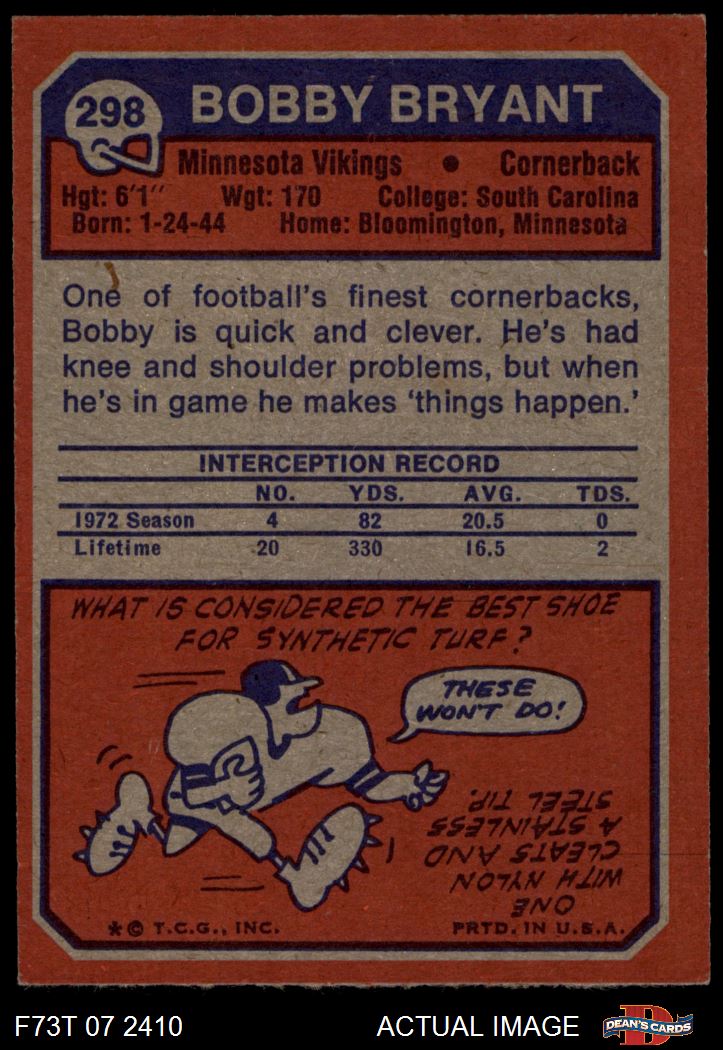 298
BOBBY BRYANT
Minnesota Vikings • Cornerback
Hgt: 6'1" Wgt: 170 College: South Carolina
Born: 1-24-44 Home: Bloomington, Minnesota
One of football's finest cornerbacks,
Bobby is quick and clever. He's had
knee and shoulder problems, but when
he's in game he makes 'things happen.'
INTERCEPTION RECORD
NO. YDS. AVG. TDS.
1972 Season 4 82 20.5 0
Lifetime 20 330 16.5 2
WHAT IS CONSIDERED THE BEST SHOE
FOR SYNTHETIC TURF?
THESE
WON'T DO!
ONE
WITH NYLON
CLEATS AND
A STAINLESS
STEEL TIP.
*© T.C.G., INC. PRTD. IN U.S.A.
F73T 07 2410 ACTUAL IMAGE
D
DEAN'S CARDS